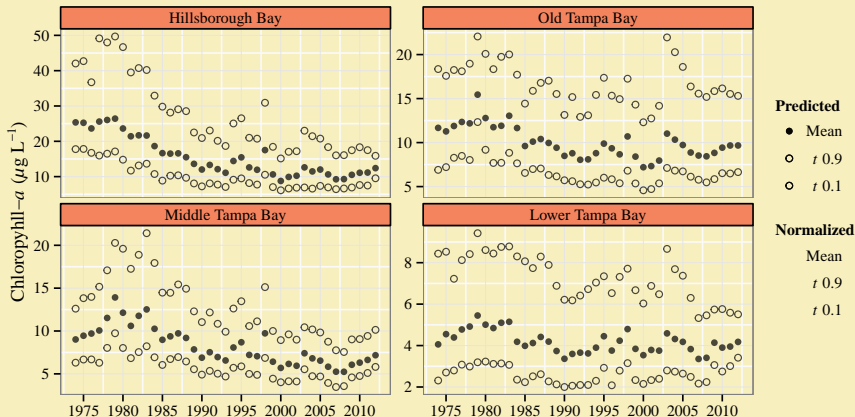 Hillsborough Bay
Old Tampa Bay
50
40
30
20
10
20
15
10
5
Middle Tampa Bay
Lower Tampa Bay
20
15
10
5
8
6
4
2
1975 1980 1985 1990 1995 2000 2005 2010
1975 1980 1985 1990 1995 2000 2005 2010
Chloropyhll−a (µg L⁻¹)
Predicted
Mean
t 0.9
t 0.1
Normalized
Mean
t 0.9
t 0.1